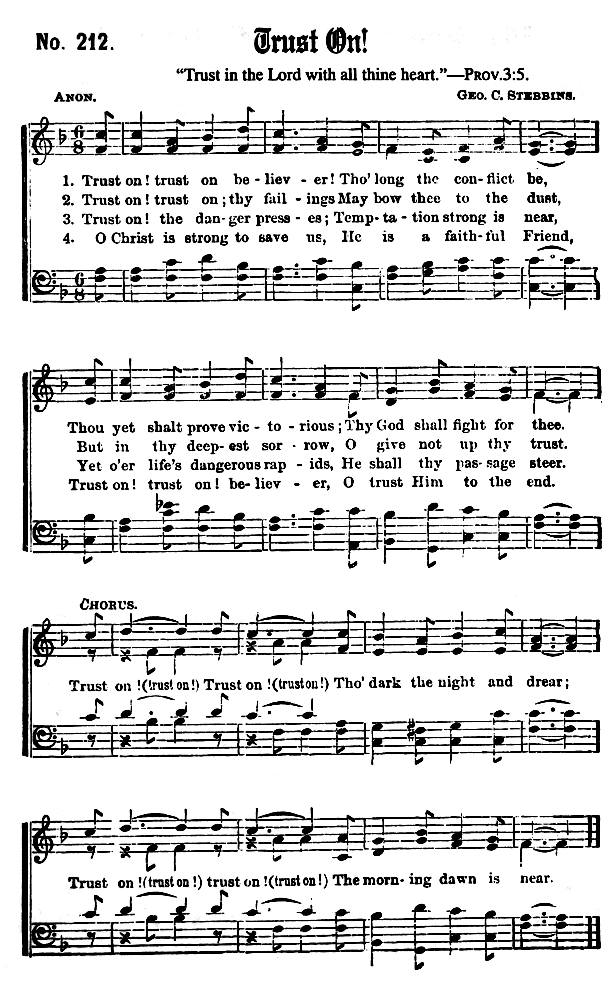 No. 212.
Trust On!
“Trust in the Lord with all thine heart.”—PROV.3:5.
ANON.
GEO. C. STEBBINS.
1. Trust on! trust on be-liev-er! Tho' long the con-flict be,
2. Trust on! trust on; thy fail-ings May bow thee to the dust,
3. Trust on! the dan-ger press-es; Temp-ta-tion strong is near,
4. O Christ is strong to save us, He is a faith-ful Friend,
Thou yet shalt prove vic-to-rious; Thy God shall fight for thee.
But in thy deep-est sor-row, O give not up thy trust.
Yet o'er life's dangerous rap-ids, He shall thy pas-sage steer.
Trust on! trust on! be-liev-er, O trust Him to the end.
CHORUS.
Trust on!(trust on!) Trust on!(trust on!) Tho' dark the night and drear;
Trust on!(trust on!) trust on!(trust on!) The morn-ing dawn is near.